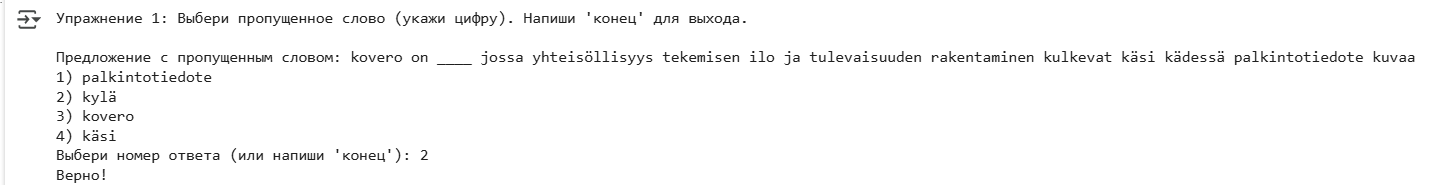 Упражнение 1: Выбери пропущенное слово (укажи цифру). Напиши 'конец' для выхода.
Предложение с пропущенным словом: kovero on ____ jossa yhteisöllisyys tekemisen ilo ja tulevaisuuden rakentaminen kulkevat käsi kädessä palkintotiedote kuvaa
1) palkintotiedote
2) kylä
3) kovero
4) käsi
Выбери номер ответа (или напиши 'конец'): 2
Верно!